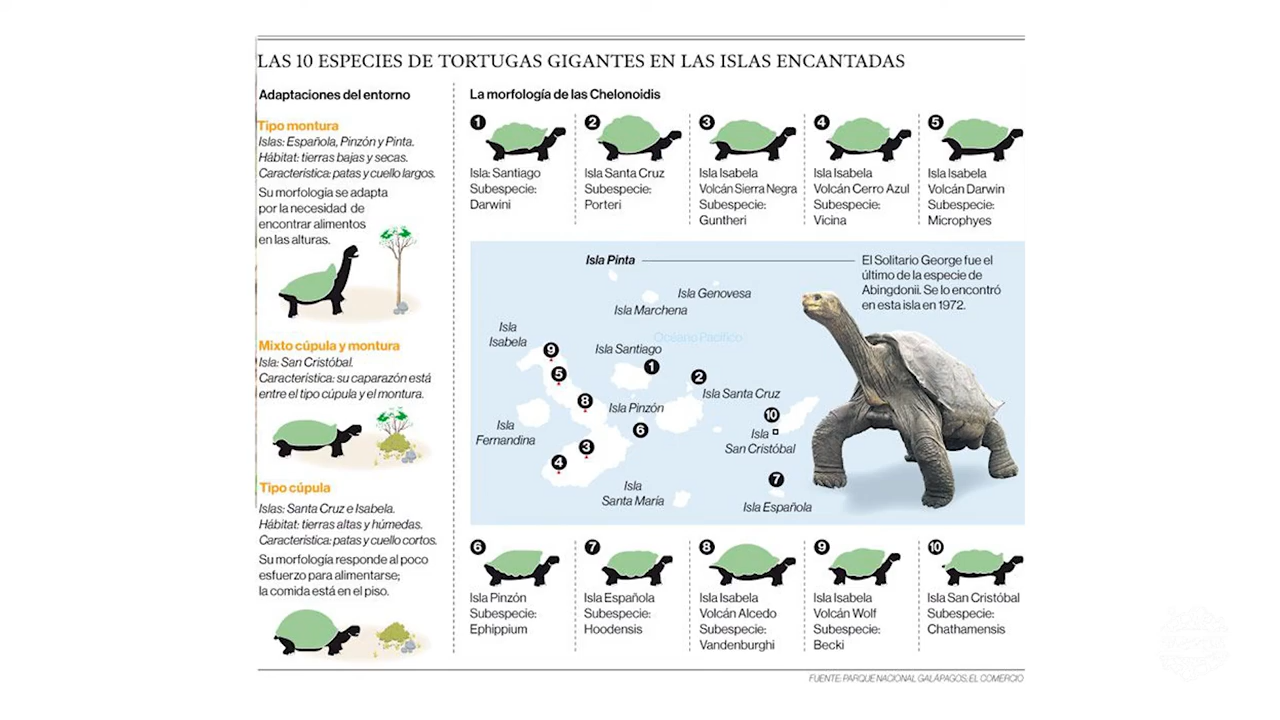 LAS 10 ESPECIES DE TORTUGAS GIGANTES EN LAS ISLAS ENCANTADAS
Adaptaciones del entorno
Tipo montura
Islas: Española, Pinzón y Pinta.
Hábitat: tierras bajas y secas.
Característica: patas y cuello largos.
Su morfología se adapta
por la necesidad de
encontrar alimentos
en las alturas.
Mixto cúpula y montura
Isla: San Cristóbal.
Característica: su caparazón está
entre el tipo cúpula y el montura.
Tipo cúpula
Islas: Santa Cruz e Isabela.
Hábitat: tierras altas y húmedas.
Característica: patas y cuello cortos.
Su morfología responde al poco
esfuerzo para alimentarse;
la comida está en el piso.
La morfología de las Chelonoidis
1
Isla: Santiago
Subespecie:
Darwini
2
Isla Santa Cruz
Subespecie:
Porteri
3
Isla Isabela
Volcán Sierra Negra
Subespecie:
Guntheri
4
Isla Isabela
Volcán Cerro Azul
Subespecie:
Vicina
5
Isla Isabela
Volcán Darwin
Subespecie:
Microphyes
Isla Pinta
El Solitario George fue el
último de la especie de
Abingdonii. Se lo encontró
en esta isla en 1972.
Isla Genovesa
Isla Marchena
Océano Pacífico
Isla
Isabela
Isla Santiago
9
1
5
2
Isla Santa Cruz
8
Isla Pinzón
10
Isla
Fernandina
6
Isla
San Cristóbal
3
4
7
Isla
Santa María
Isla Española
6
Isla Pinzón
Subespecie:
Ephippium
7
Isla Española
Subespecie:
Hoodensis
8
Isla Isabela
Volcán Alcedo
Subespecie:
Vandenburghi
9
Isla Isabela
Volcán Wolf
Subespecie:
Becki
10
Isla San Cristóbal
Subespecie:
Chathamensis
FUENTE: PARQUE NACIONAL GALÁPAGOS, EL COMERCIO